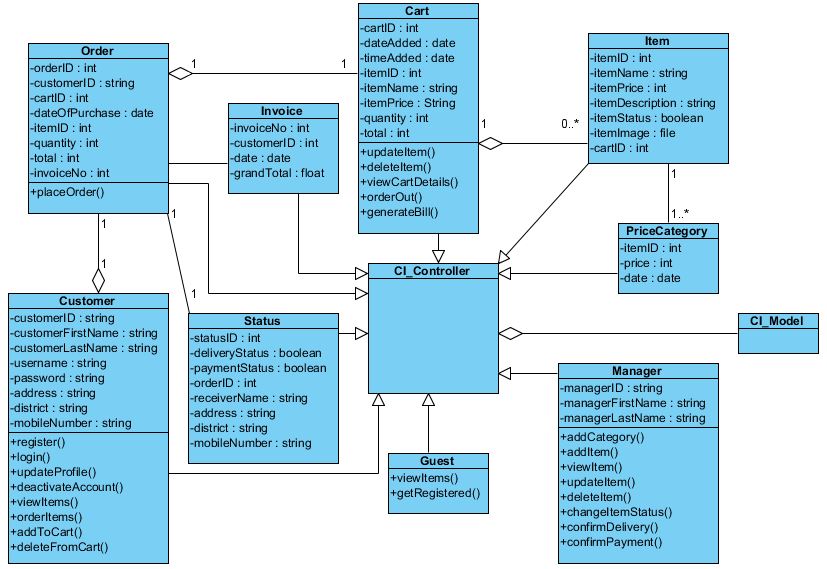 Cart
-cartID : int
-dateAdded : date
-timeAdded : date
-itemID : int
-itemName : string
-itemPrice : String
-quantity : int
-total : int
+updateItem()
+deleteItem()
+viewCartDetails()
+orderOut()
+generateBill()
Item
-itemID : int
-itemName : string
-itemPrice : int
-itemDescription : string
-itemStatus : boolean
-itemImage : file
-cartID : int
Order
-orderID : int
-customerID : string
-cartID : int
-dateOfPurchase : date
-itemID : int
-quantity : int
-total : int
-invoiceNo : int
+placeOrder()
1
1
Invoice
-invoiceNo : int
-customerID : int
-date : date
-grandTotal : float
1
0..*
1
1..*
PriceCategory
-itemID : int
-price : int
-date : date
1
1
1
1
CI_Controller
CI_Model
Customer
-customerID : string
-customerFirstName : string
-customerLastName : string
-username : string
-password : string
-address : string
-district : string
-mobileNumber : string
+register()
+login()
+updateProfile()
+deactivateAccount()
+viewItems()
+orderItems()
+addToCart()
+deleteFromCart()
Status
-statusID : int
-deliveryStatus : boolean
-paymentStatus : boolean
-orderID : int
-receiverName : string
-address : string
-district : string
-mobileNumber : string
Guest
+viewItems()
+getRegistered()
Manager
-managerID : string
-managerFirstName : string
-managerLastName : string
+addCategory()
+addItem()
+viewItem()
+updateItem()
+deleteItem()
+changeItemStatus()
+confirmDelivery()
+confirmPayment()